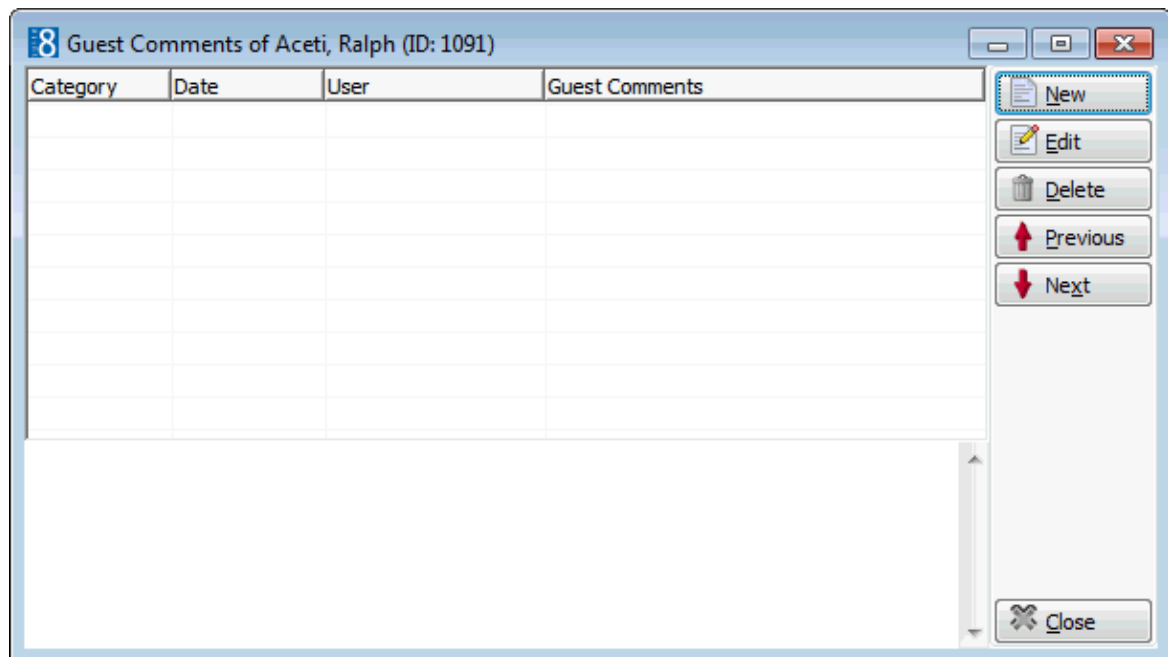 8 Guest Comments of Aceti, Ralph (ID: 1091)
Category Date User Guest Comments
New
Edit
Delete
Previous
Next
Close